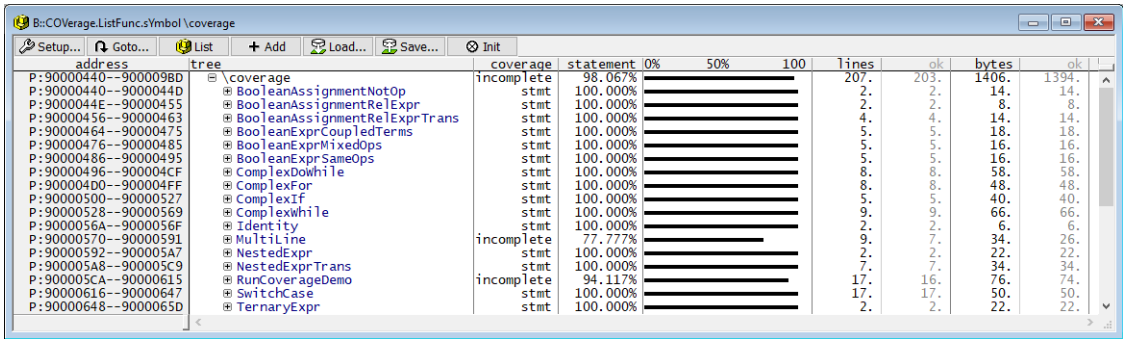 B::COVerage.ListFunc.sYmbol \coverage
Setup... Goto... List + Add Load... Save... Init
address tree coverage statement 0% 50% 100 lines ok bytes ok
P:90000440--900009BD \coverage incomplete 98.067% 207. 203. 1406. 1394.
P:90000440--9000044D BooleanAssignmentNotOp stmt 100.000% 2. 2. 14. 14.
P:9000044E--90000455 BooleanAssignmentRelExpr stmt 100.000% 2. 2. 8. 8.
P:90000456--90000463 BooleanAssignmentRelExprTrans stmt 100.000% 4. 4. 14. 14.
P:90000464--90000475 BooleanExprCoupledTerms stmt 100.000% 5. 5. 18. 18.
P:90000476--90000485 BooleanExprMixedOps stmt 100.000% 5. 5. 16. 16.
P:90000486--90000495 BooleanExprSameOps stmt 100.000% 5. 5. 16. 16.
P:90000496--900004CF ComplexDoWhile stmt 100.000% 8. 8. 58. 58.
P:900004D0--900004FF ComplexFor stmt 100.000% 8. 8. 48. 48.
P:90000500--90000527 ComplexIf stmt 100.000% 5. 5. 40. 40.
P:90000528--90000569 ComplexWhile stmt 100.000% 9. 9. 66. 66.
P:9000056A--9000056F Identity stmt 100.000% 2. 2. 6. 6.
P:90000570--90000591 MultiLine incomplete 77.777% 9. 7. 34. 26.
P:90000592--900005A7 NestedExpr stmt 100.000% 2. 2. 22. 22.
P:900005A8--900005C9 NestedExprTrans stmt 100.000% 7. 7. 34. 34.
P:900005CA--90000615 RunCoverageDemo incomplete 94.117% 17. 16. 76. 74.
P:90000616--90000647 SwitchCase stmt 100.000% 17. 17. 50. 50.
P:90000648--9000065D TernaryExpr stmt 100.000% 2. 2. 22. 22.